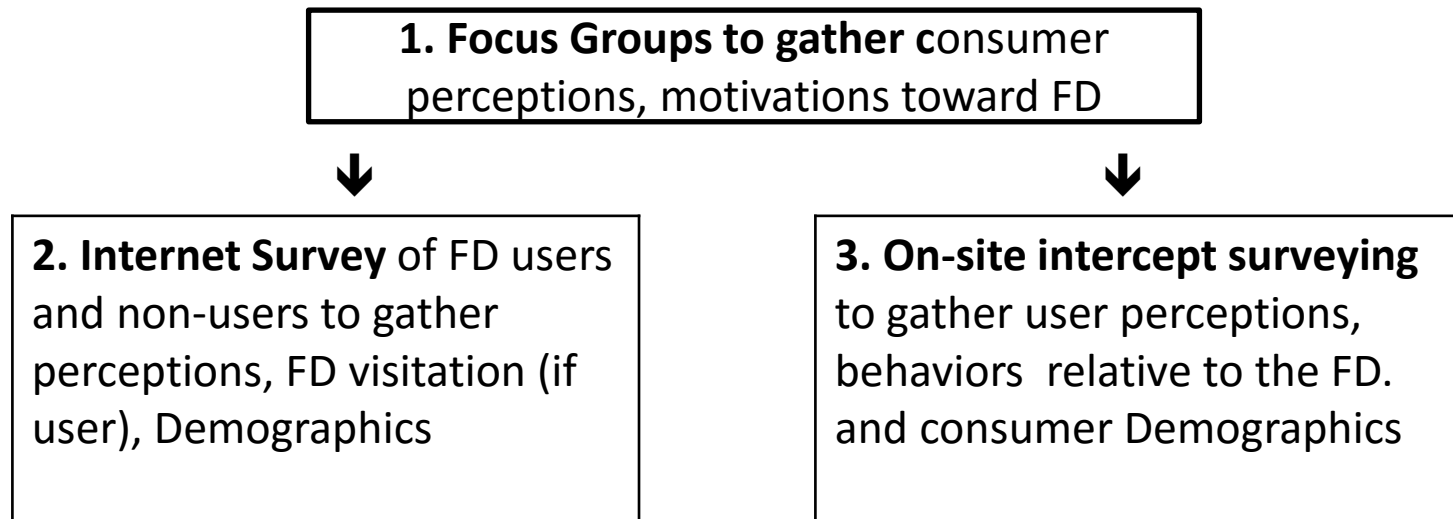 1. Focus Groups to gather consumer
perceptions, motivations toward FD
2. Internet Survey of FD users
and non-users to gather
perceptions, FD visitation (if
user), Demographics
3. On-site intercept surveying
to gather user perceptions,
behaviors  relative to the FD.
and consumer Demographics